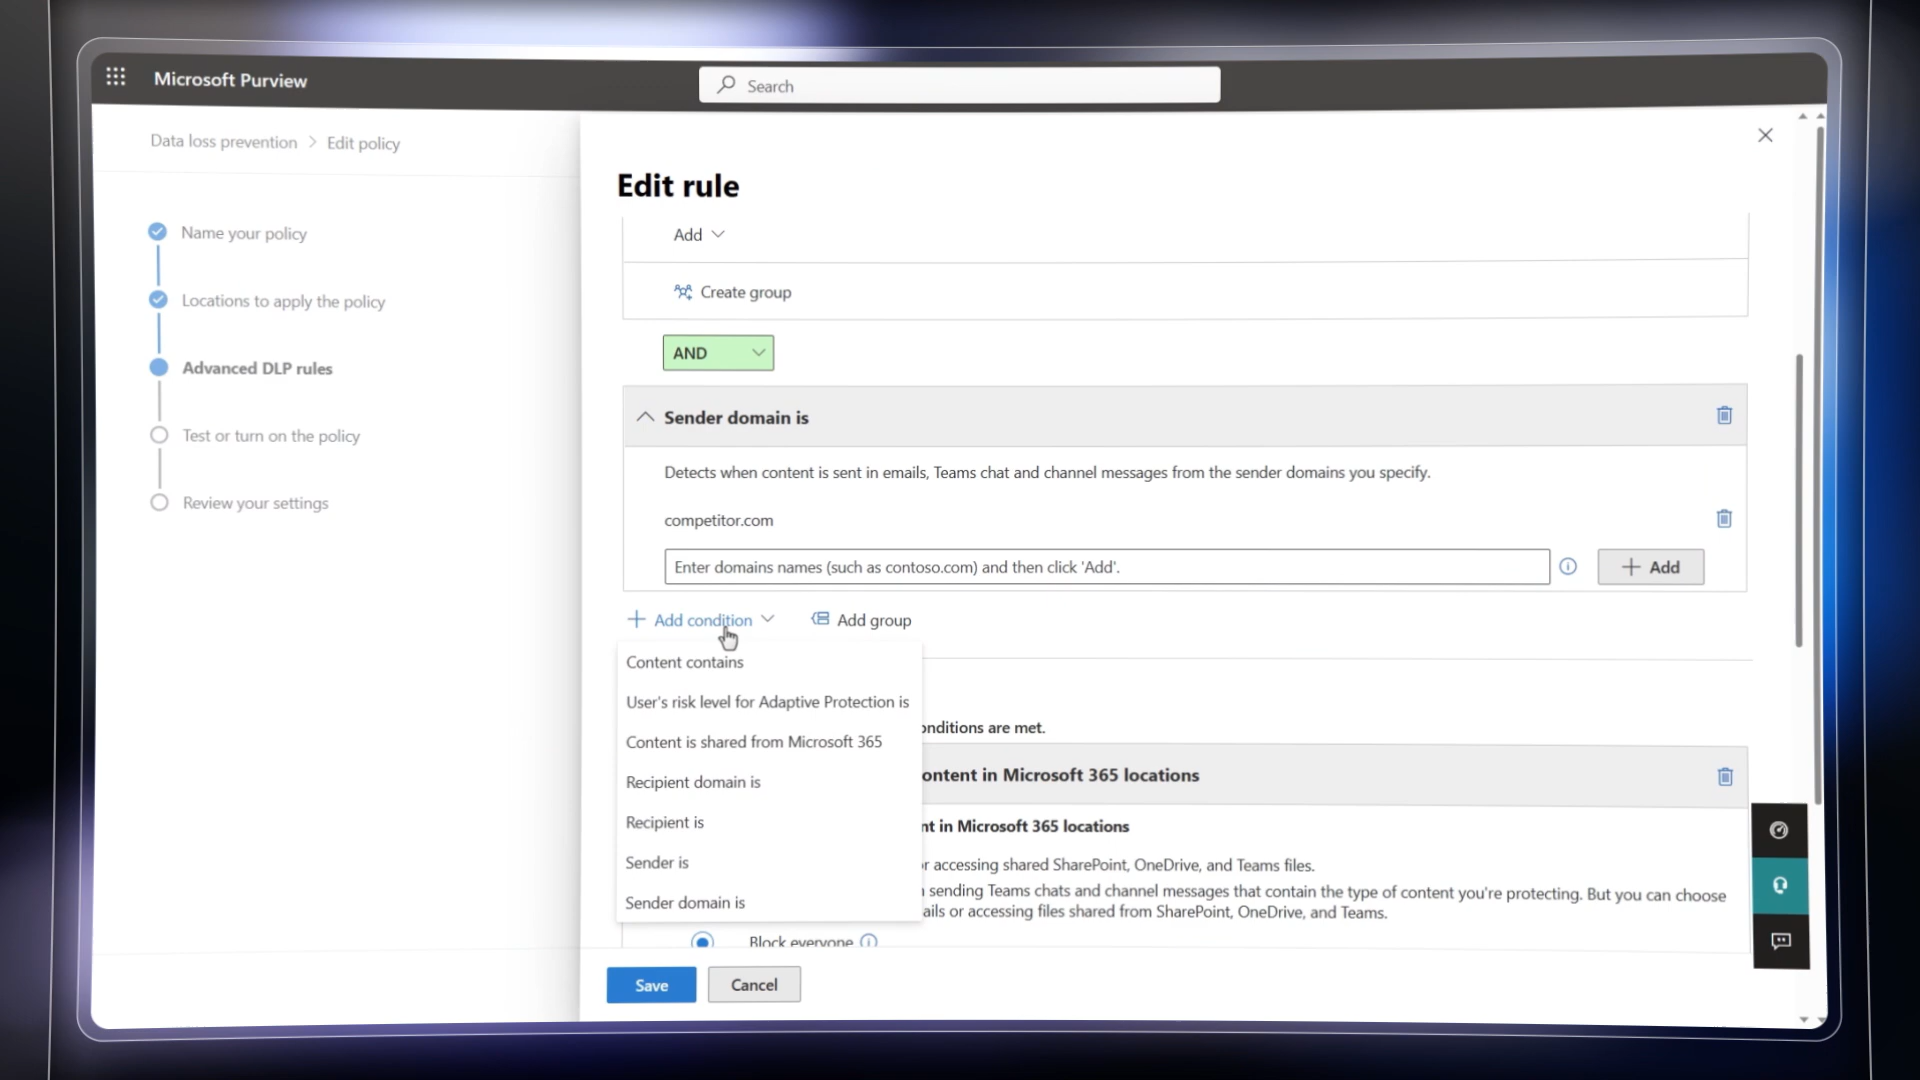 Microsoft Purview
Search
Data loss prevention > Edit policy
Name your policy
Locations to apply the policy
Advanced DLP rules
Test or turn on the policy
Review your settings
Edit rule
Add
Create group
AND
Sender domain is
Detects when content is sent in emails, Teams chat and channel messages from the sender domains you specify.
competitor.com
Enter domains names (such as contoso.com) and then click 'Add'.
Add
Add condition
Add group
Content contains
User's risk level for Adaptive Protection is
Content is shared from Microsoft 365
Recipient domain is
Recipient is
Sender is
Sender domain is
onditions are met.
ontent in Microsoft 365 locations
nt in Microsoft 365 locations
r accessing shared SharePoint, OneDrive, and Teams files.
sending Teams chats and channel messages that contain the type of content you're protecting. But you can choose
ails or accessing files shared from SharePoint, OneDrive, and Teams.
Block everyone
Save
Cancel